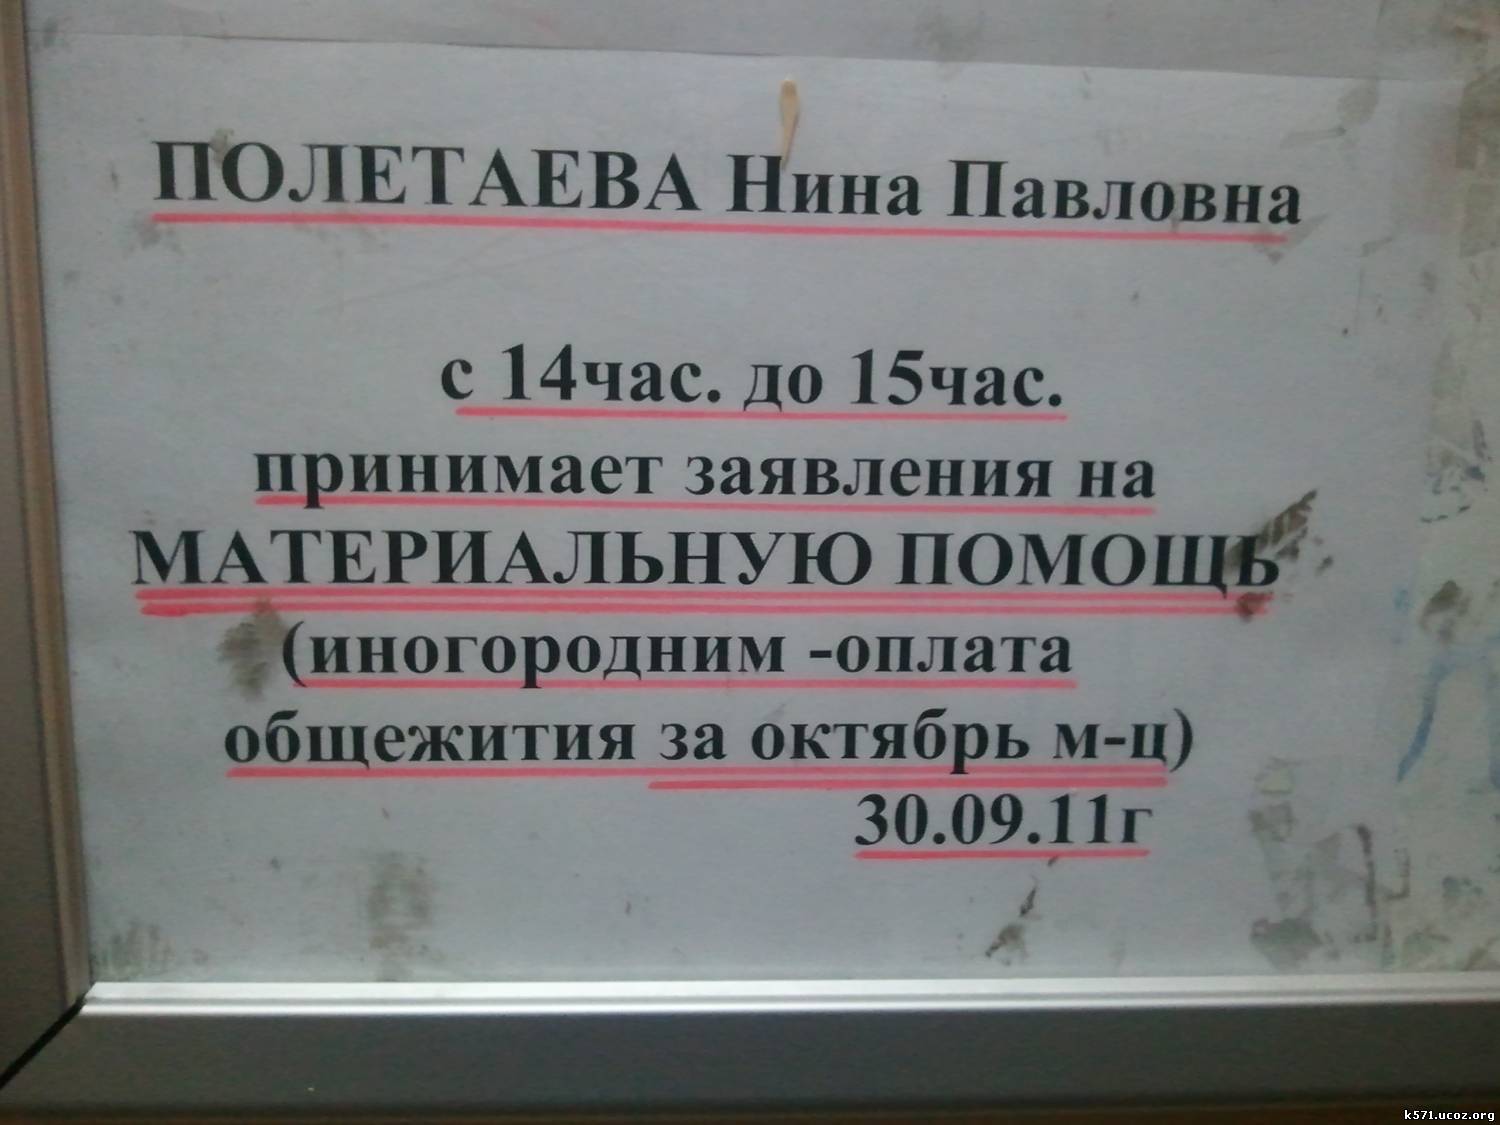 ПОЛЕТАЕВА Нина Павловна
с 14час. до 15час.
принимает заявления на
МАТЕРИАЛЬНУЮ ПОМОЩЬ
(иногородним -оплата
общежития за октябрь м-ц)
30.09.11г
k571.ucoz.org